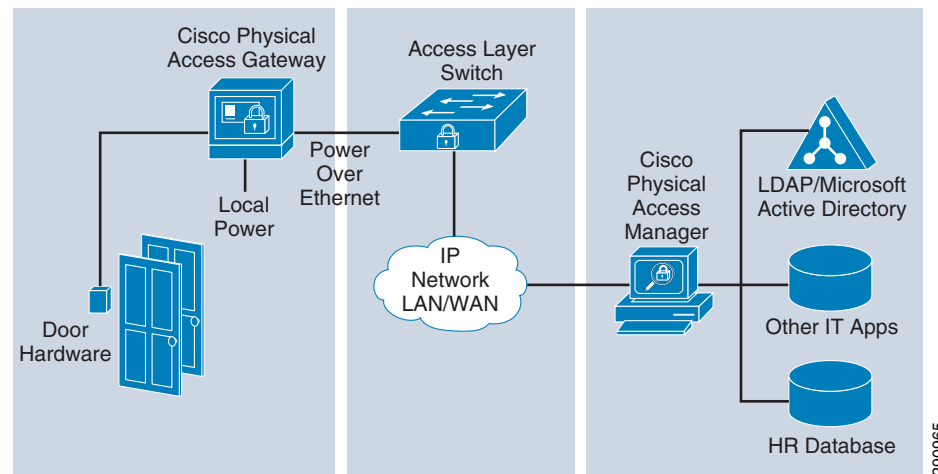 Cisco Physical
Access Gateway
Access Layer
Switch
Power
Over
Ethernet
Local
Power
Door
Hardware
IP
Network
LAN/WAN
Cisco
Physical
Access
Manager
LDAP/Microsoft
Active Directory
Other IT Apps
HR Database